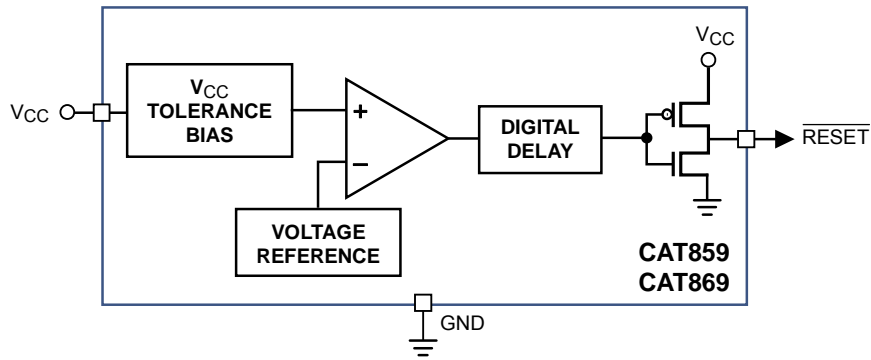 VCC
VCC
TOLERANCE
BIAS
+
–
VOLTAGE
REFERENCE
DIGITAL
DELAY
VCC
RESET
CAT859
CAT869
GND